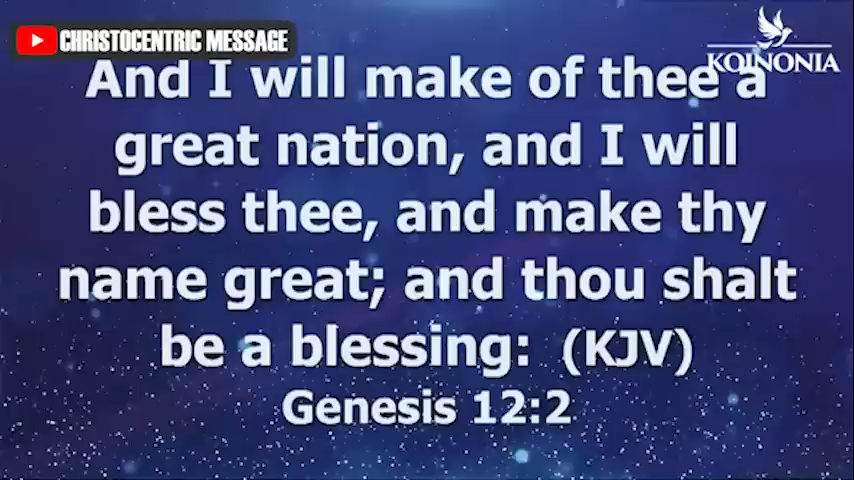 CHRISTOCENTRIC MESSAGE
KOINONIA
And I will make of thee a
great nation, and I will
bless thee, and make thy
name great; and thou shalt
be a blessing: (KJV)
Genesis 12:2